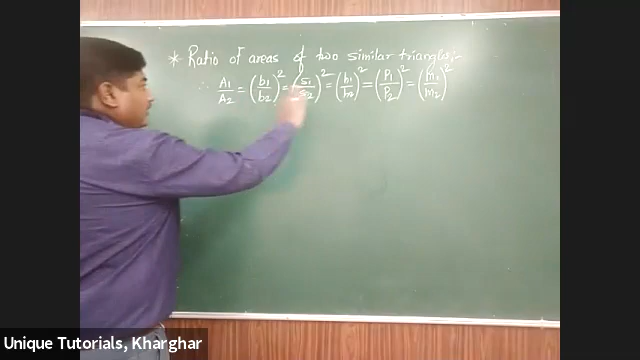 * Ratio of areas of two similar triangles :-
∴ A1/A2 = (b1/b2)² = (s1/s2)² = (h1/h2)² = (P1/P2)² = (m1/m2)²
Unique Tutorials, Kharghar